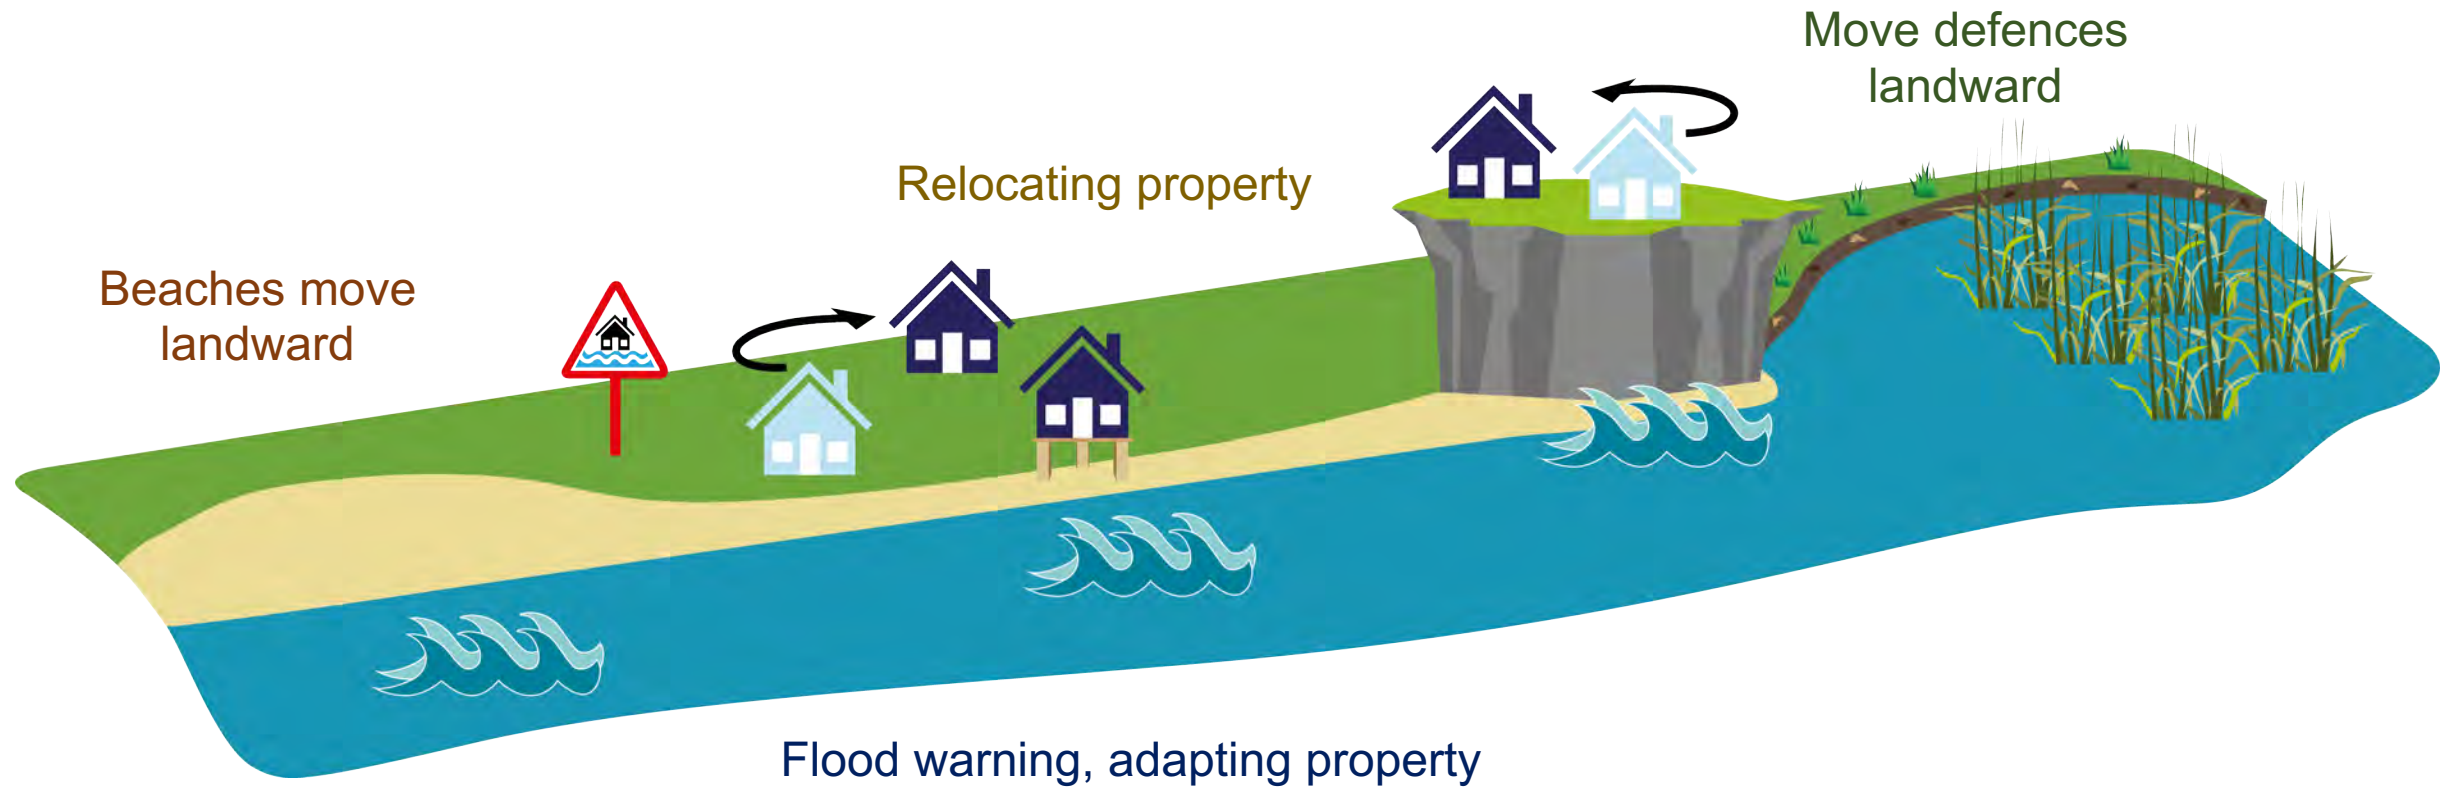 Move defences
landward
Relocating property
Beaches move
landward
Flood warning, adapting property